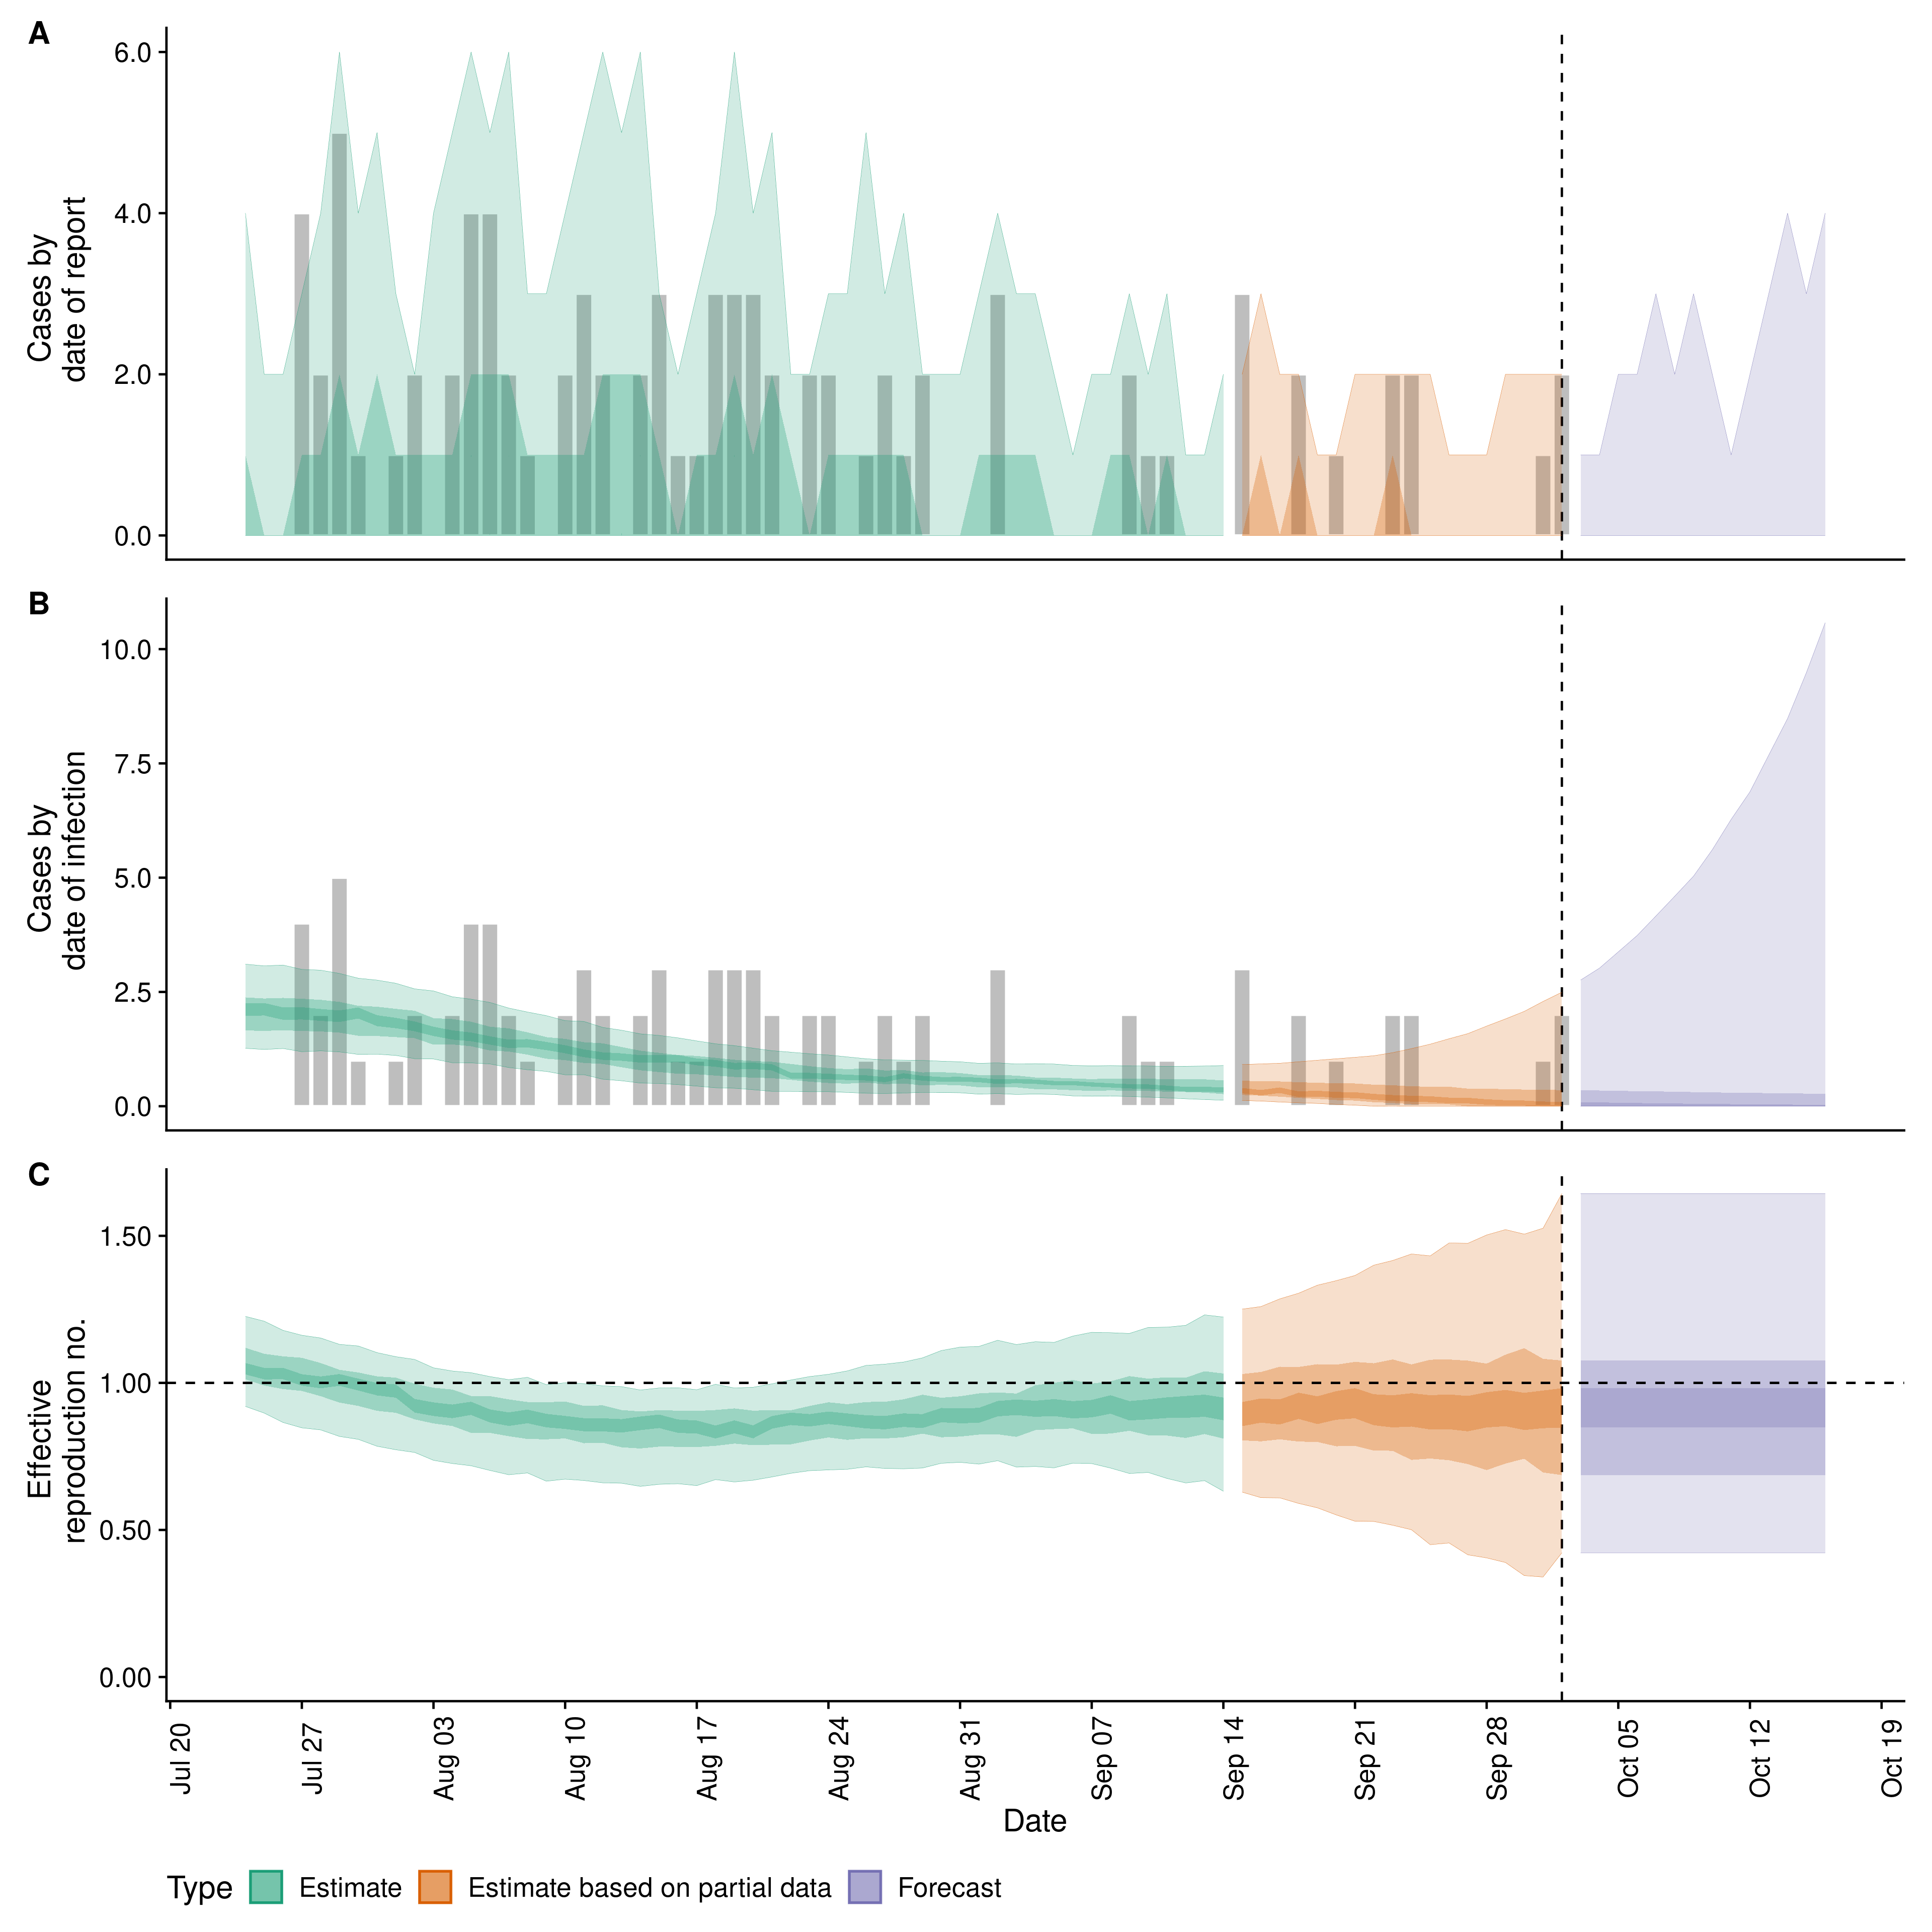 A
Cases by
date of report
6.0
4.0
2.0
0.0
B
Cases by
date of infection
10.0
7.5
5.0
2.5
0.0
C
Effective
reproduction no.
1.50
1.00
0.50
0.00
Jul 20
Jul 27
Aug 03
Aug 10
Aug 17
Aug 24
Aug 31
Sep 07
Sep 14
Sep 21
Sep 28
Oct 05
Oct 12
Oct 19
Date
Type Estimate Estimate based on partial data Forecast